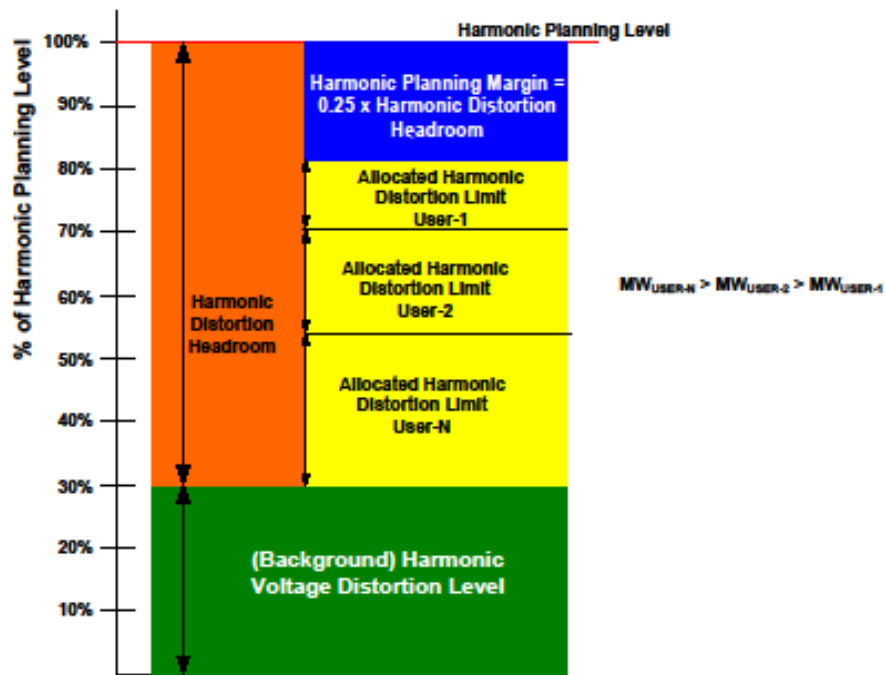 Harmonic Planning Level
% of Harmonic Planning Level
100%
90%
80%
70%
60%
50%
40%
30%
20%
10%
Harmonic Planning Margin =
0.25 x Harmonic Distortion
Headroom
Allocated Harmonic
Distortion Limit
User-1
Allocated Harmonic
Distortion Limit
User-2
MWUSER-N > MWUSER-2 > MWUSER-1
Harmonic
Distortion
Headroom
Allocated Harmonic
Distortion Limit
User-N
(Background) Harmonic
Voltage Distortion Level